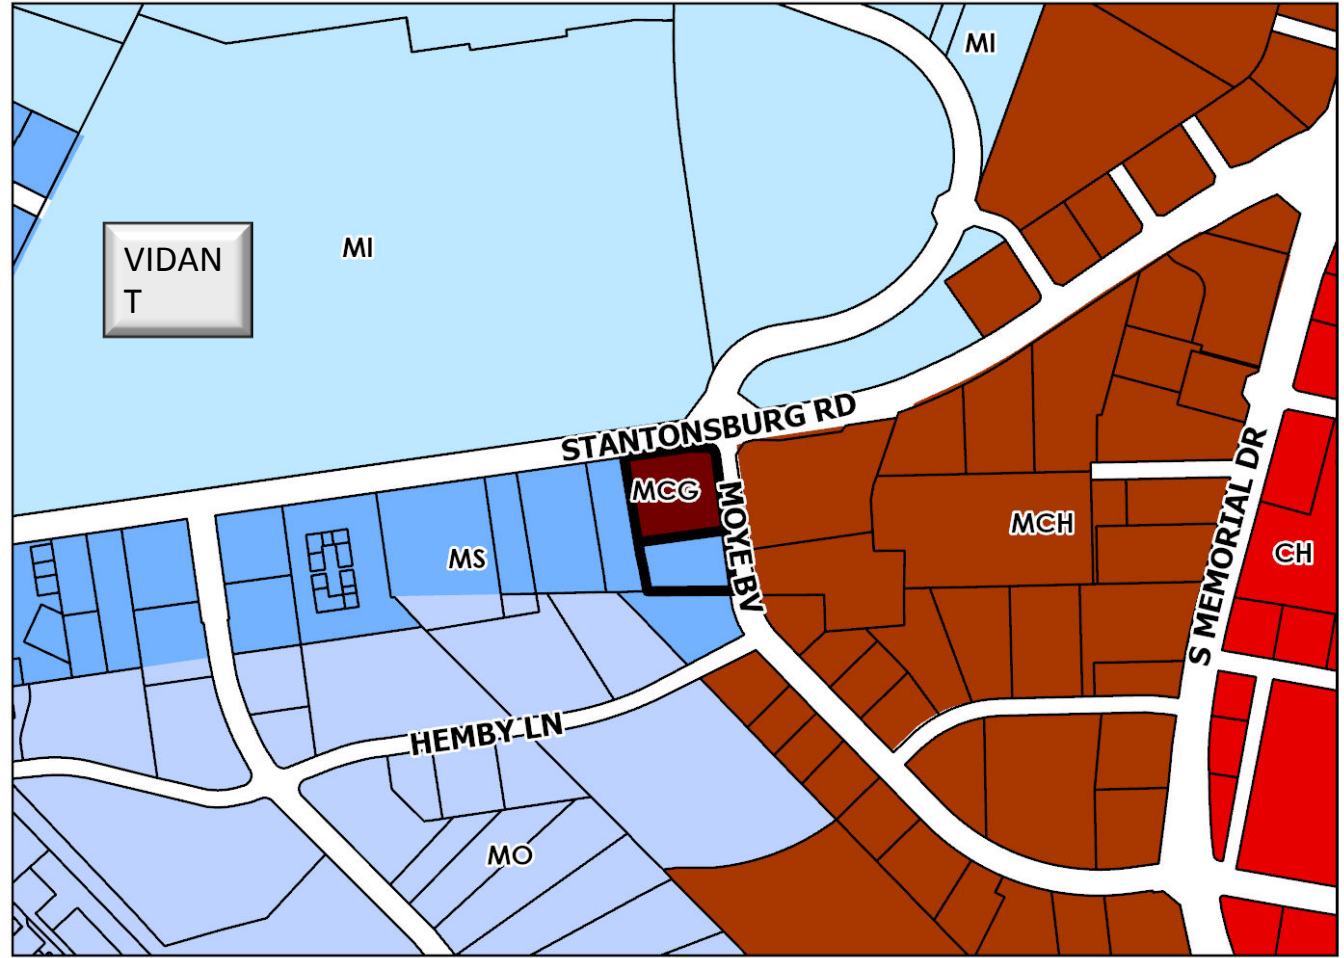 MI
MI
VIDAN
T
STANTONSBURG RD
MCG
MOYE BV
MCH
S MEMORIAL DR
CH
MS
HEMBY LN
MO